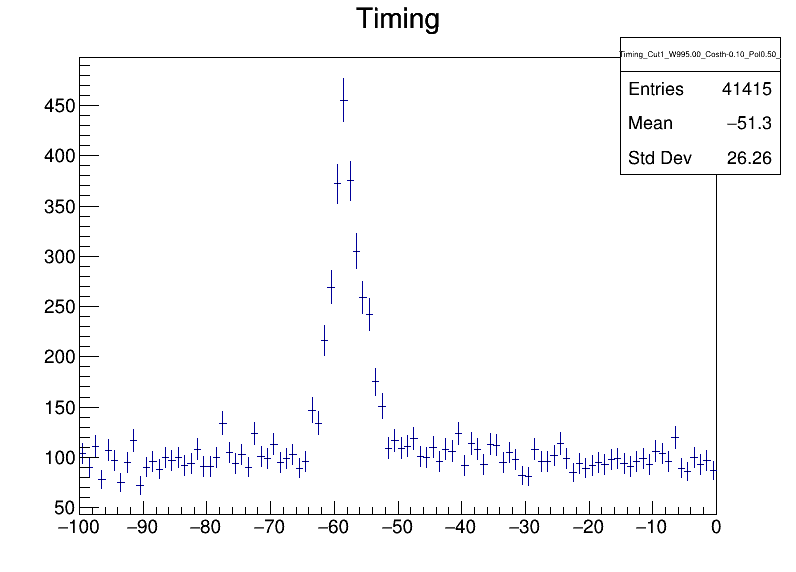 Timing
Timing_Cut1_W995.00_Costh-0.10_Pol0.50_
Entries 41415
Mean −51.3
Std Dev 26.26
450
400
350
300
250
200
150
100
50
−100 −90 −80 −70 −60 −50 −40 −30 −20 −10 0